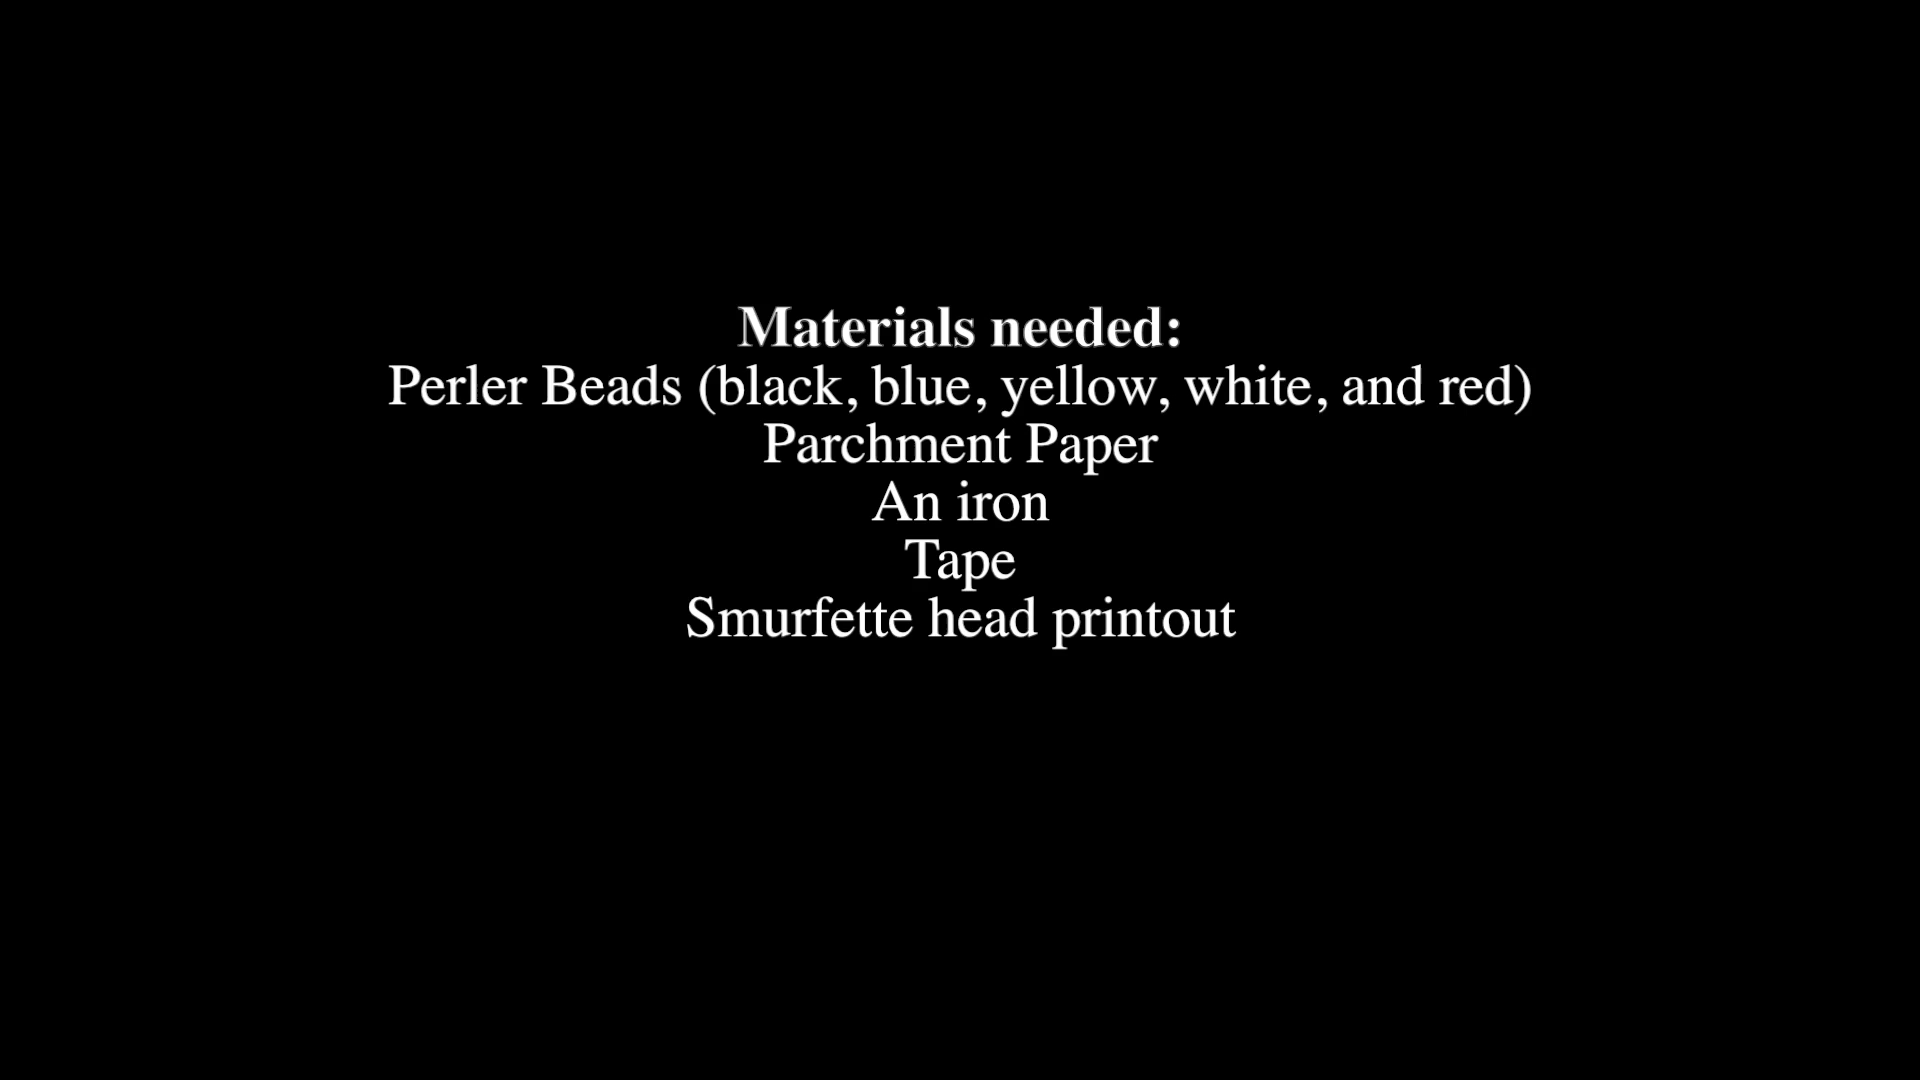 Materials needed:
Perler Beads (black, blue, yellow, white, and red)
Parchment Paper
An iron
Tape
Smurfette head printout